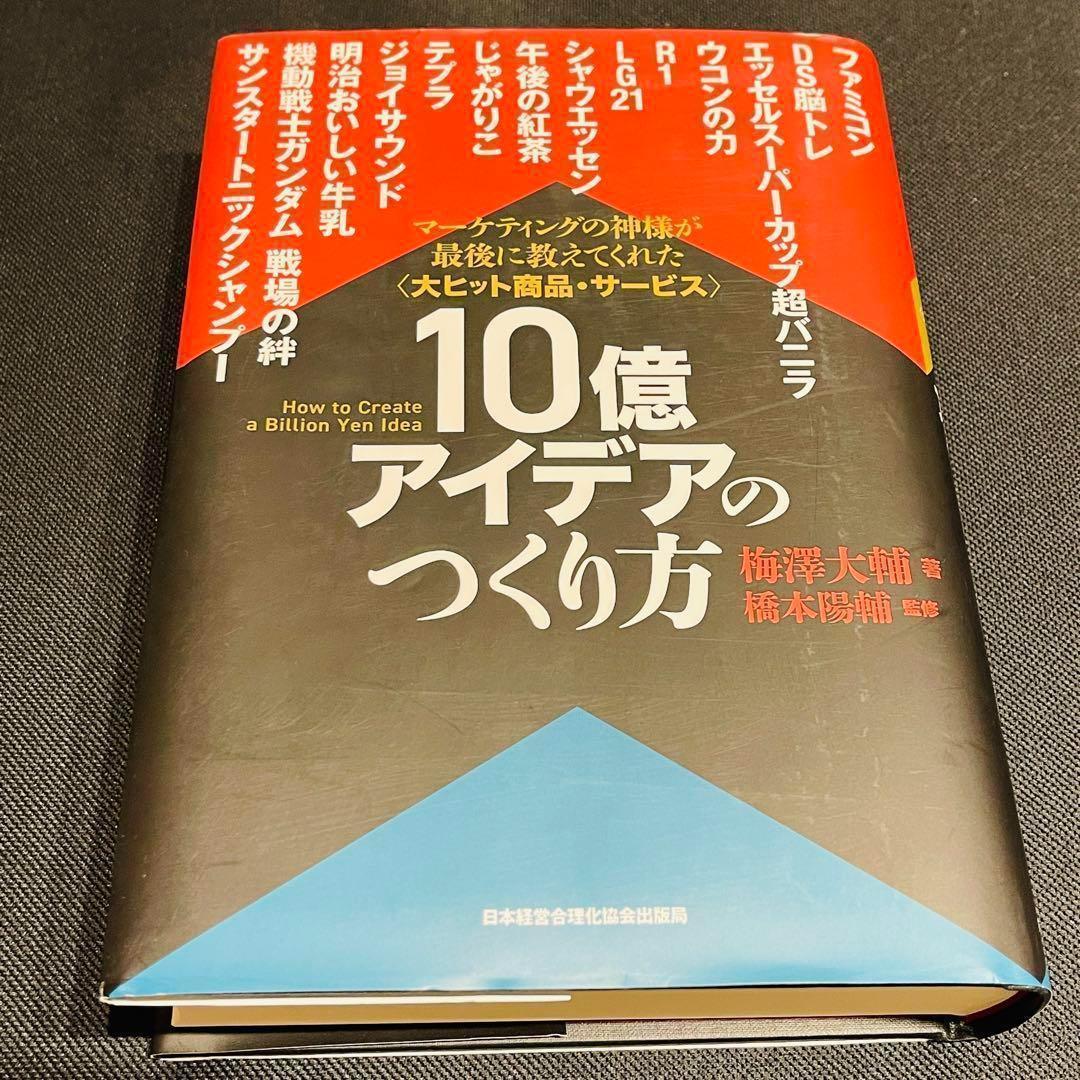 ファミコン
DS脳トレ
エッセルスーパーカップ超バニラ
ウコンの力
R1
LG21
シャウエッセン
午後の紅茶
じゃがりこ
テプラ
ジョイサウンド
明治おいしい牛乳
機動戦士ガンダム 戦場の絆
サンスタートニックシャンプー
マーケティングの神様が
最後に教えてくれた
〈大ヒット商品・サービス〉
10億
How to Create
a Billion Yen Idea
アイデアの
つくり方
梅澤大輔 著
橋本陽輔 監修
日本経営合理化協会出版局